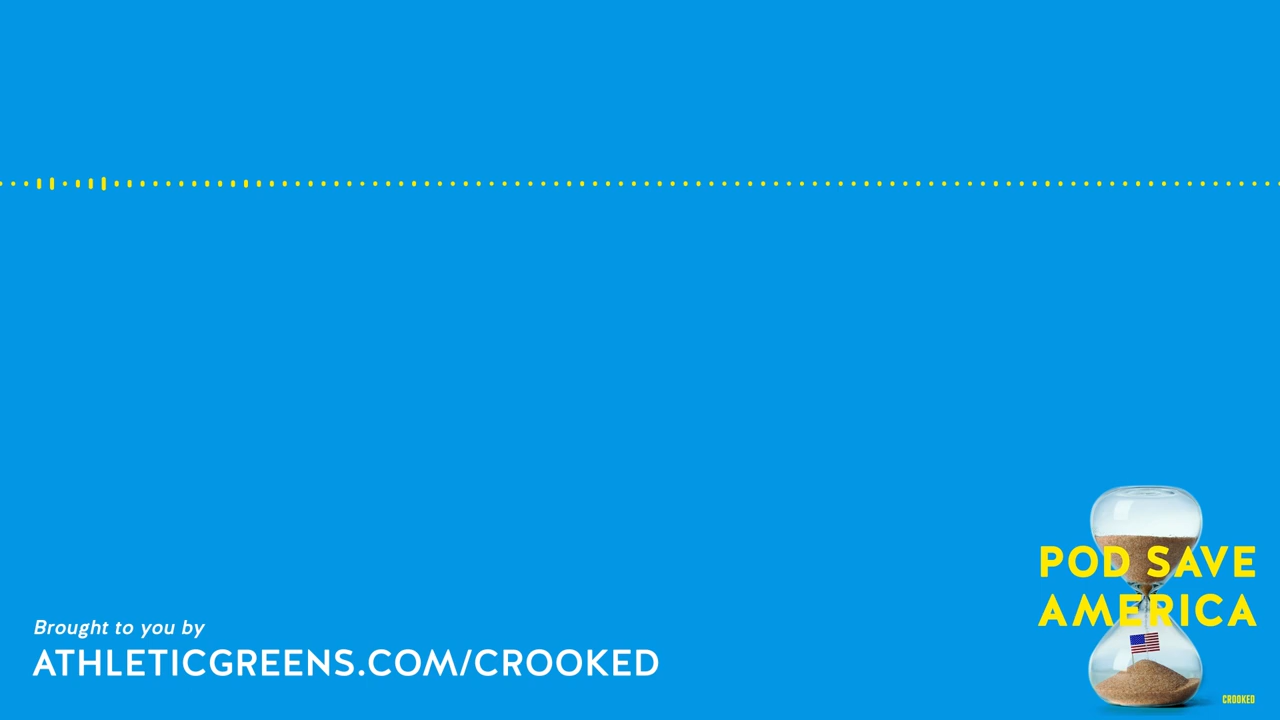 Brought to you by
ATHLETICGREENS.COM/CROOKED
POD SAVE
AMERICA
CROOKED